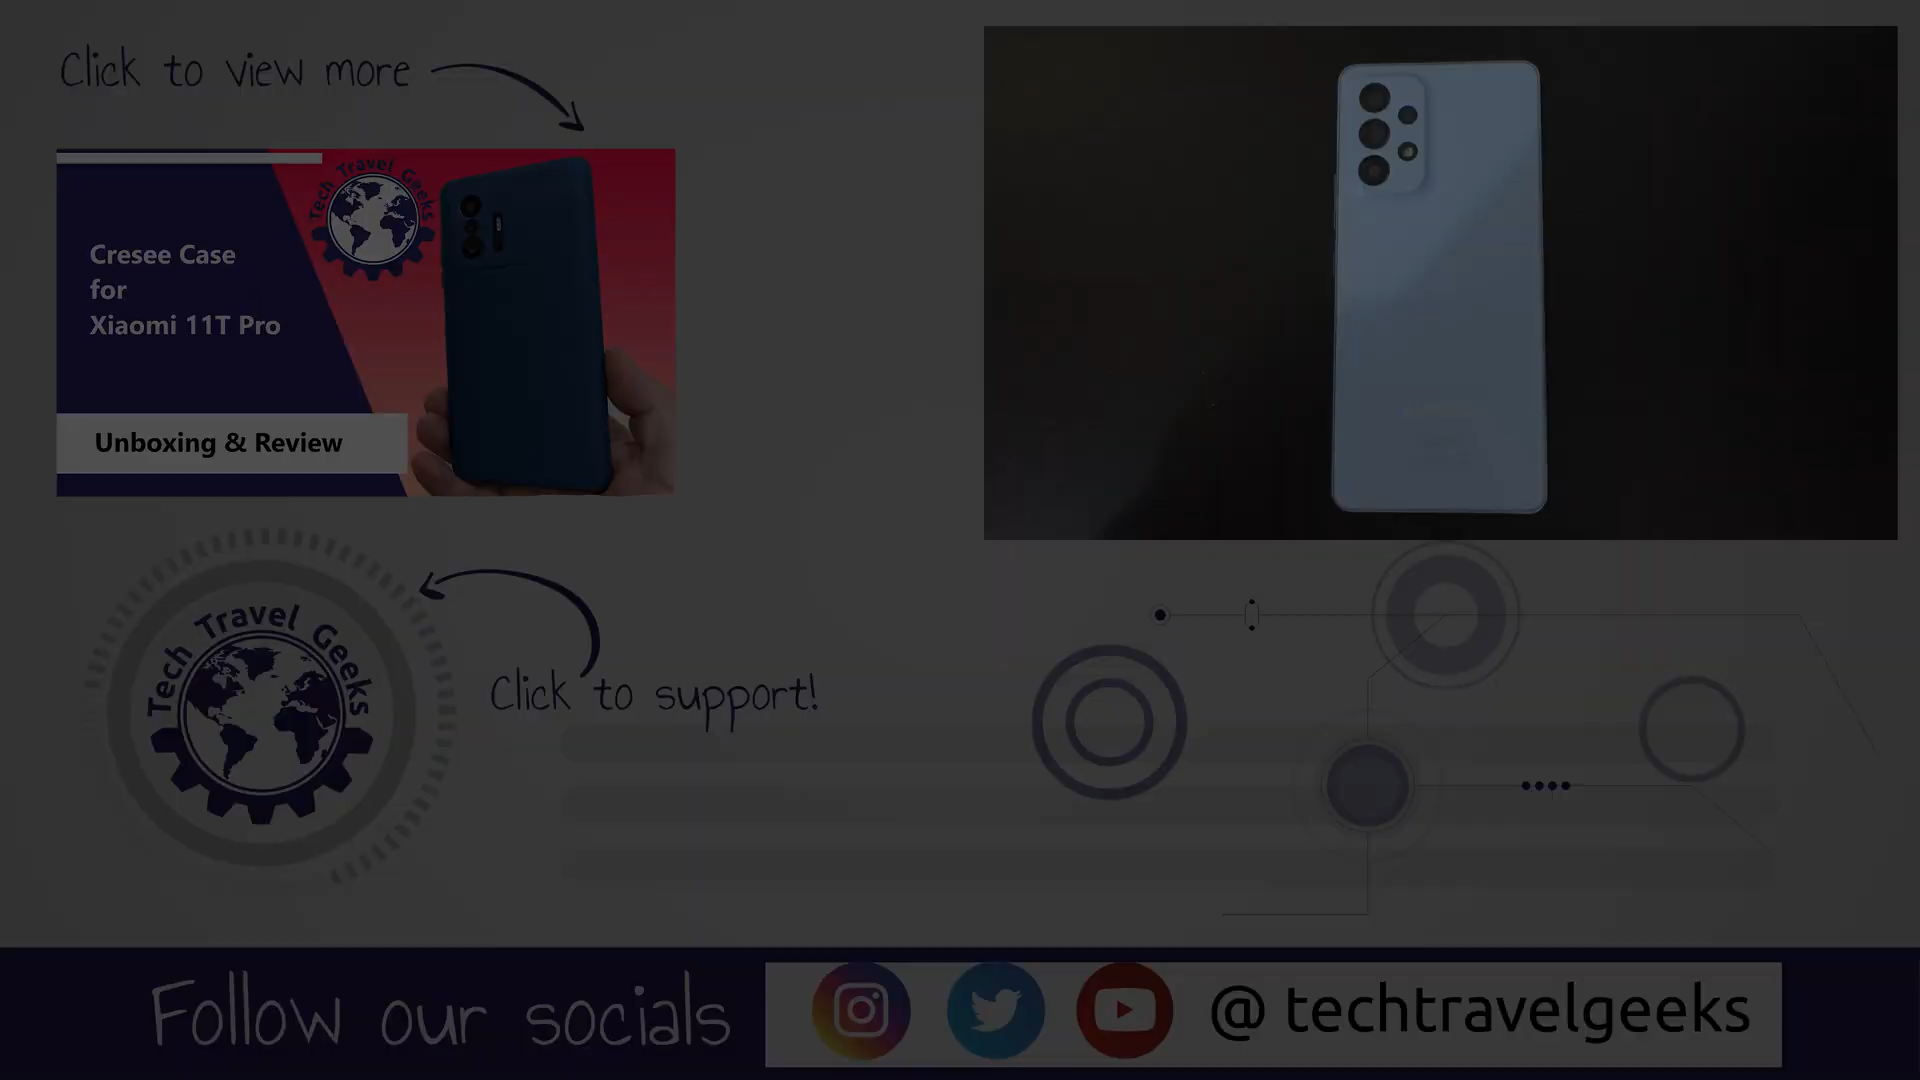 Click to view more
Tech Travel Geeks
Cresee Case
for
Xiaomi 11T Pro
Unboxing & Review
Tech Travel Geeks
Click to support!
Follow our socials
@techtravelgeeks